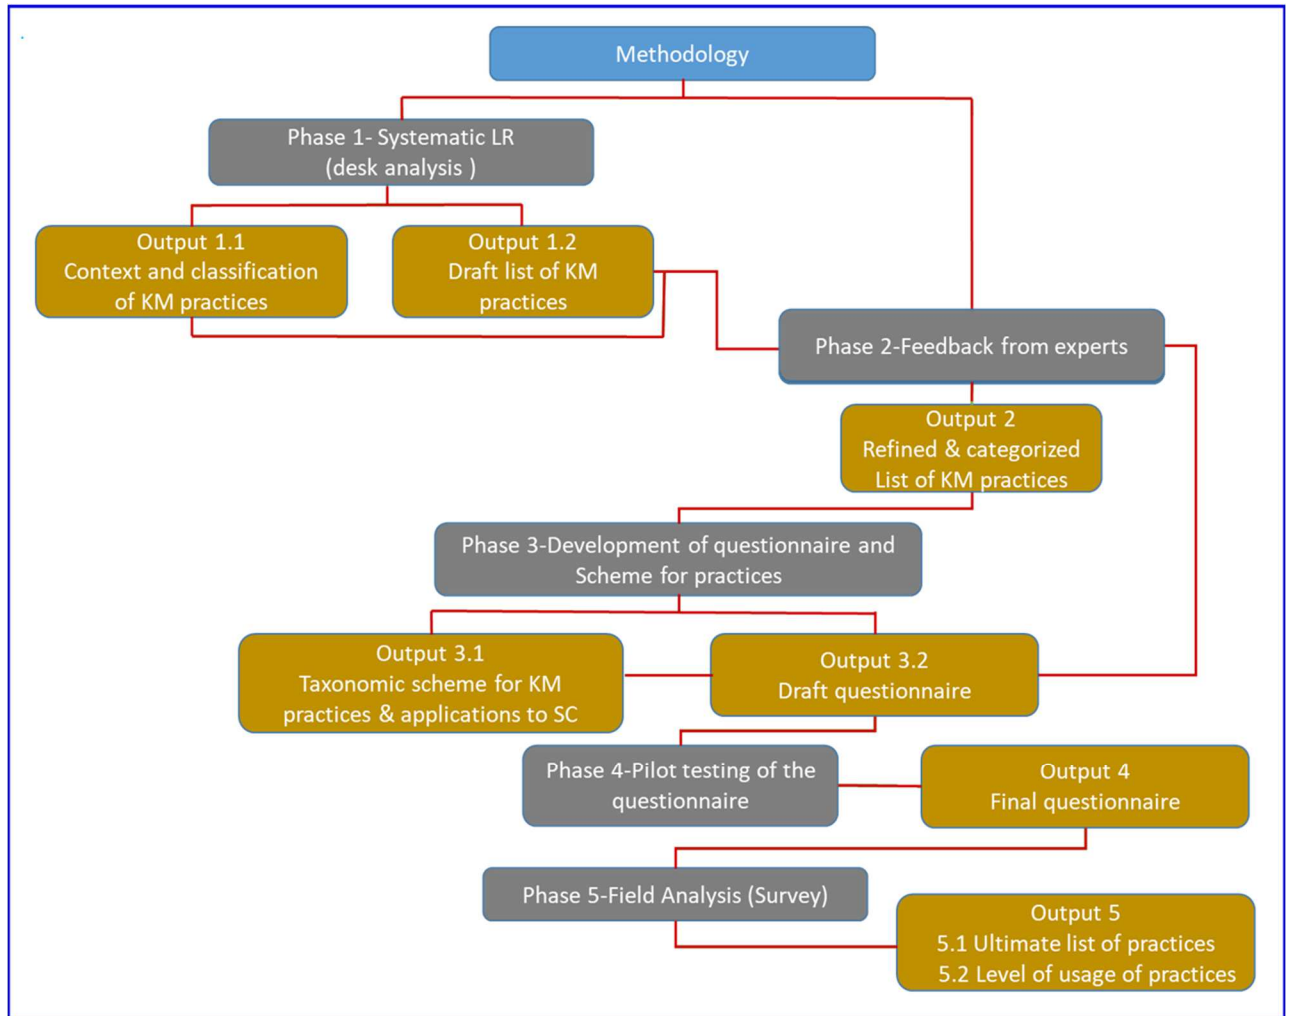 Methodology
Phase 1- Systematic LR
(desk analysis )
Output 1.1
Context and classification
of KM practices
Output 1.2
Draft list of KM
practices
Phase 2-Feedback from experts
Output 2
Refined & categorized
List of KM practices
Phase 3-Development of questionnaire and
Scheme for practices
Output 3.1
Taxonomic scheme for KM
practices & applications to SC
Output 3.2
Draft questionnaire
Phase 4-Pilot testing of the
questionnaire
Output 4
Final questionnaire
Phase 5-Field Analysis (Survey)
Output 5
5.1 Ultimate list of practices
5.2 Level of usage of practices